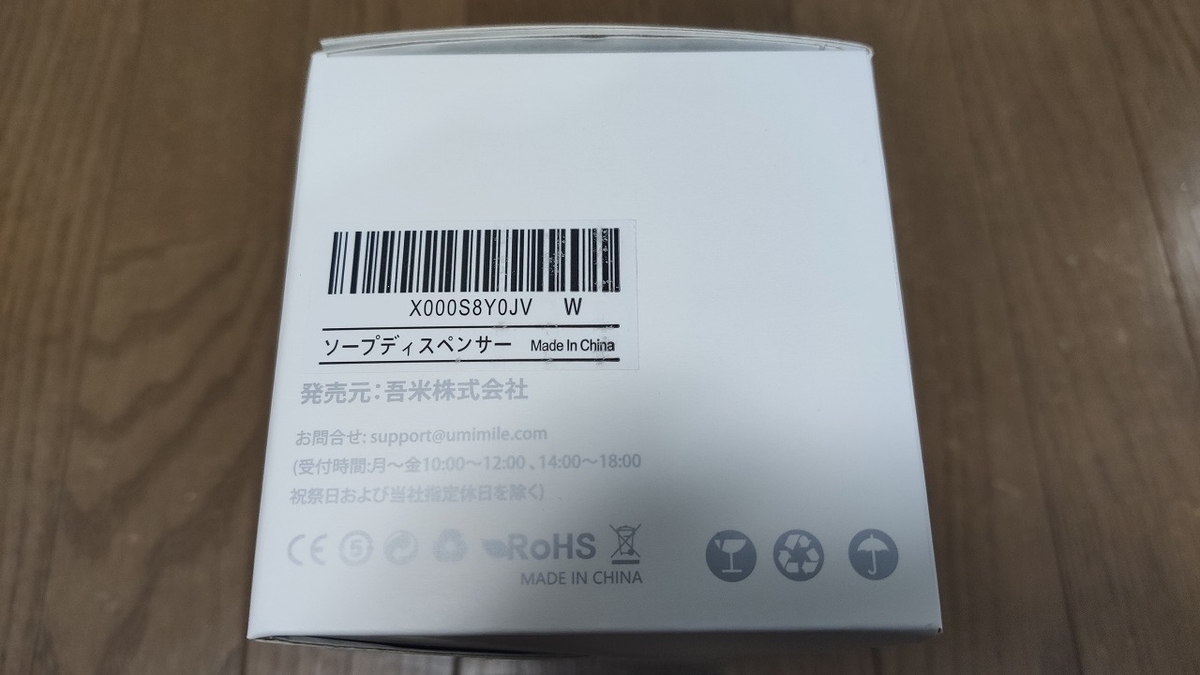 X000S8Y0JV W
ソープディスペンサー Made In China
発売元:吾米株式会社
お問合せ: support@umimile.com
(受付時間:月～金10:00～12:00、14:00～18:00
祝祭日および当社指定休日を除く)
CE 5 RoHS
MADE IN CHINA